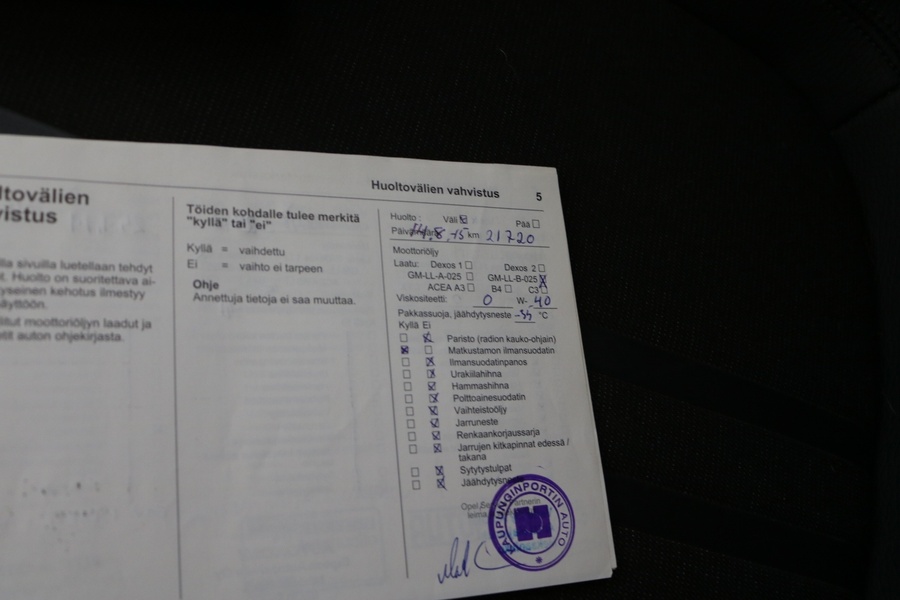 Huoltovälien vahvistus 5
ltovälien
vistus
lla sivuilla luetellaan tehdyt
t. Huolto on suoritettava ai-
yseinen kehotus ilmestyy
äyttöön.
litut moottoriöljyn laadut ja
tit auton ohjekirjasta.
Töiden kohdalle tulee merkitä
"kyllä" tai "ei"
Kyllä = vaihdettu
Ei = vaihto ei tarpeen
Ohje
Annettuja tietoja ei saa muuttaa.
Huolto: Väli Pää
km 21720
Moottoriöljy
Laatu: Dexos 1 Dexos 2
GM-LL-A-025 GM-LL-B-025
ACEA A3 B4 C3
Viskositeetti: 0 W- 40
Pakkassuoja, jäähdytysneste °C
Kyllä Ei
Paristo (radion kauko-ohjain)
Matkustamon ilmansuodatin
Ilmansuodatinpanos
Urakiilahihna
Hammashihna
Polttoainesuodatin
Vaihteistoöljy
Jarruneste
Renkaankorjaussarja
Jarrujen kitkapinnat edessä /
takana
Sytytystulpat
Opel
KAUPUNGINPORTIN AUTO